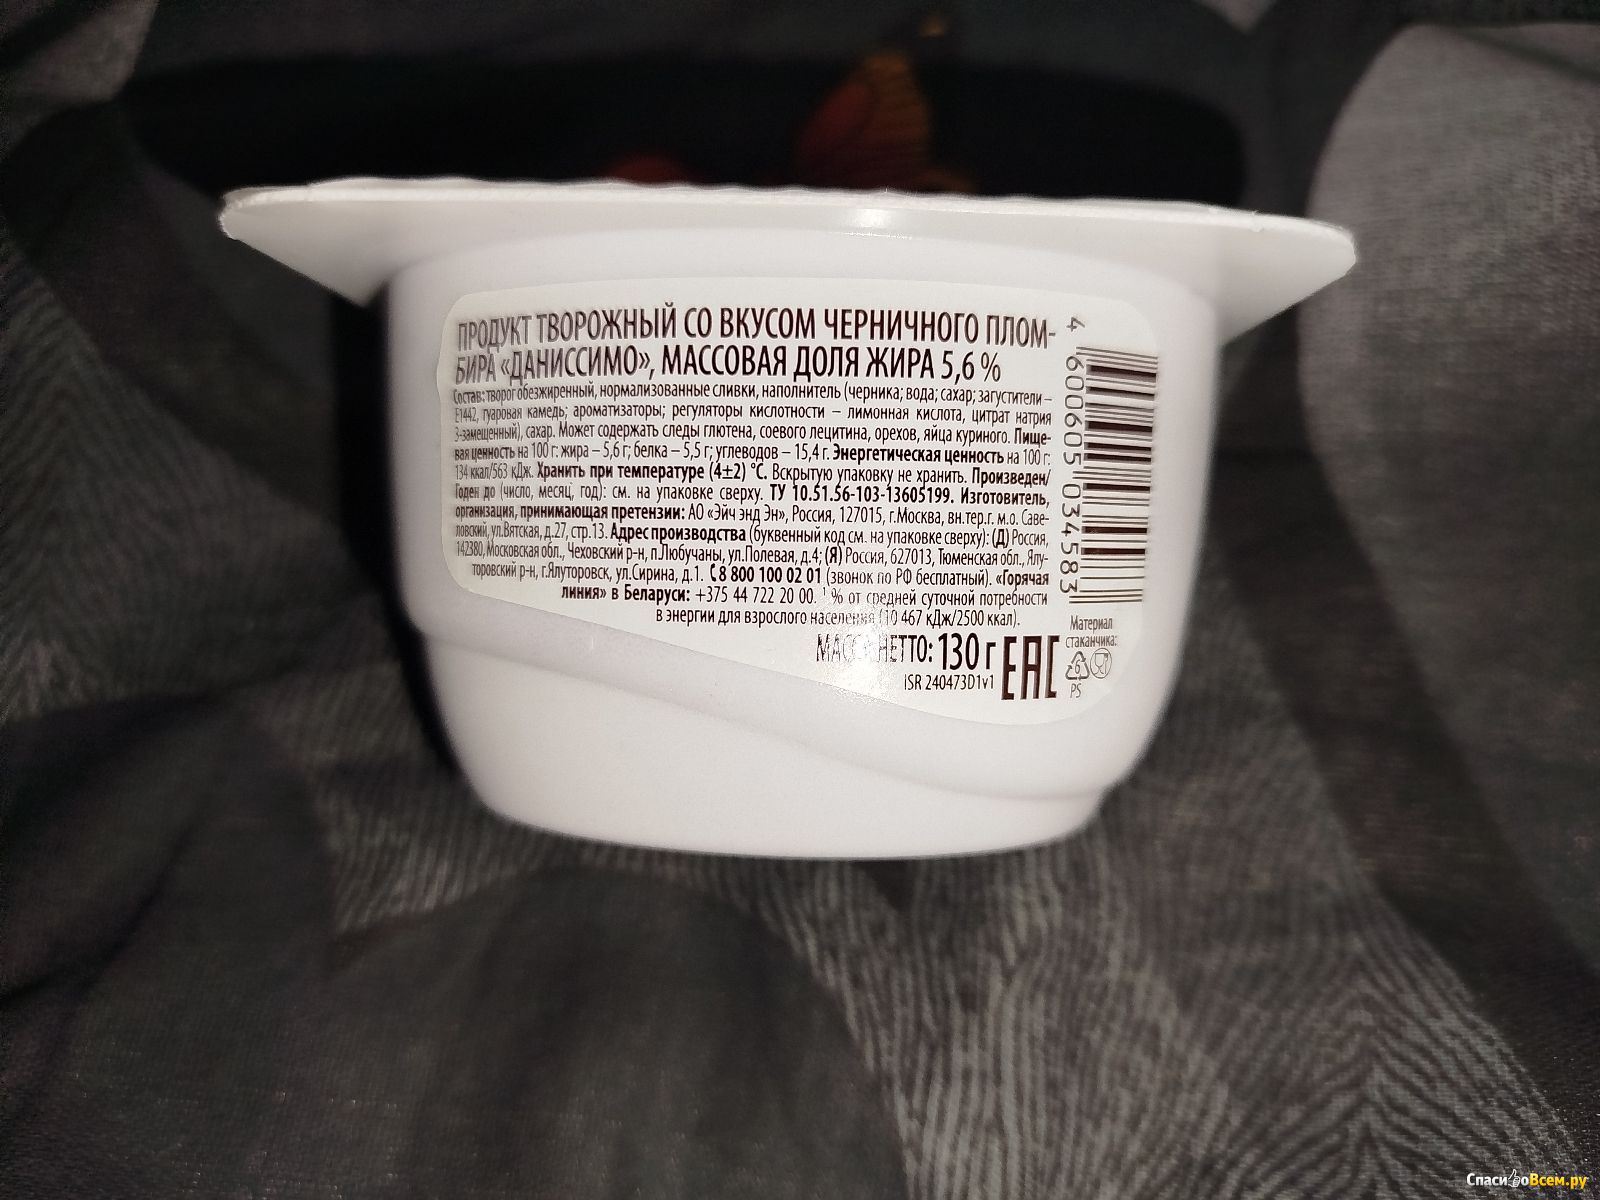 ПРОДУКТ ТВОРОЖНЫЙ СО ВКУСОМ ЧЕРНИЧНОГО ПЛОМ-
БИРА «ДАНИССИМО», МАССОВАЯ ДОЛЯ ЖИРА 5,6 %
Состав: творог обезжиренный, нормализованные сливки, наполнитель (черника; вода; сахар; загустители –
Е1442, гуаровая камедь; ароматизаторы; регуляторы кислотности – лимонная кислота, цитрат натрия
3-замещенный), сахар. Может содержать следы глютена, соевого лецитина, орехов, яйца куриного. Пище-
вая ценность на 100 г: жира – 5,6 г; белка – 5,5 г; углеводов – 15,4 г. Энергетическая ценность на 100 г:
134 ккал/563 кДж. Хранить при температуре (4±2) °С. Вскрытую упаковку не хранить. Произведен/
Годен до (число, месяц, год): см. на упаковке сверху. ТУ 10.51.56-103-13605199. Изготовитель,
организация, принимающая претензии: АО «Эйч энд Эн», Россия, 127015, г.Москва, вн.тер.г. м.о. Саве-
ловский, ул.Вятская, д.27, стр.13. Адрес производства (буквенный код см. на упаковке сверху): (Д) Россия,
142380, Московская обл., Чеховский р-н, п.Любучаны, ул.Полевая, д.4; (Я) Россия, 627013, Тюменская обл., Ялу-
торовский р-н, г.Ялуторовск, ул.Сирина, д.1. 8 800 100 02 01 (звонок по РФ бесплатный). «Горячая
линия» в Беларуси: +375 44 722 20 00. ¹ % от средней суточной потребности
в энергии для взрослого населения (10 467 кДж/2500 ккал).
МАССА НЕТТО: 130 г
ISR 240473D1v1
EAC
4 600605 034583
Материал
стаканчика:
6
PS
СпасибоВсем.ру